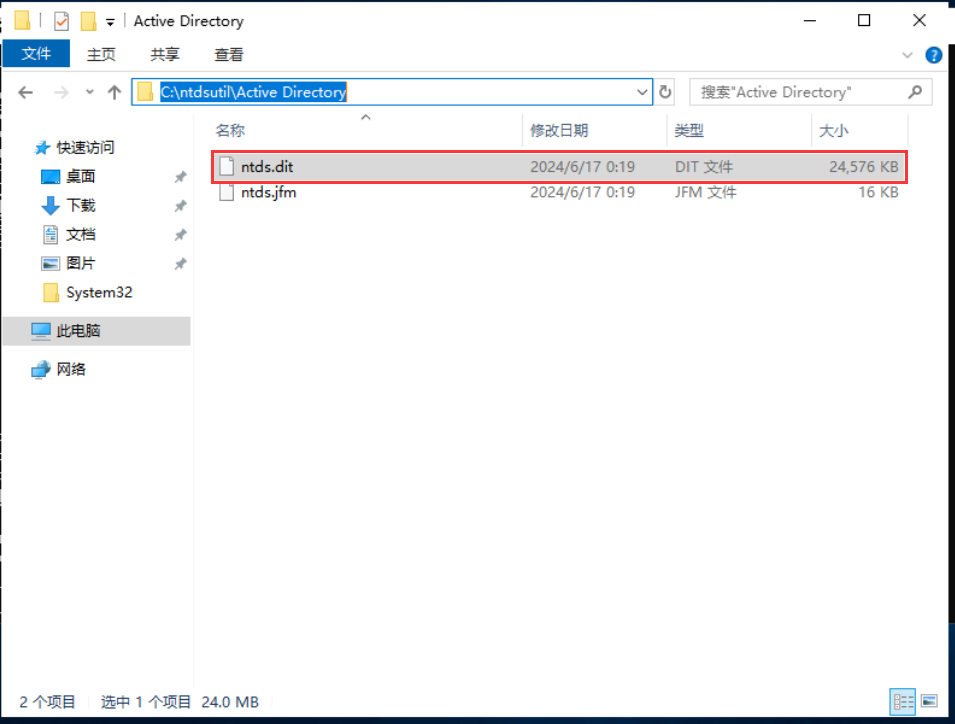 Active Directory
文件 主页 共享 查看
C:\ntdsutil\Active Directory 搜索"Active Directory"
名称 修改日期 类型 大小
快速访问
桌面
下载
文档
图片
System32
此电脑
网络
ntds.dit 2024/6/17 0:19 DIT 文件 24,576 KB
ntds.jfm 2024/6/17 0:19 JFM 文件 16 KB
2 个项目 选中 1 个项目 24.0 MB